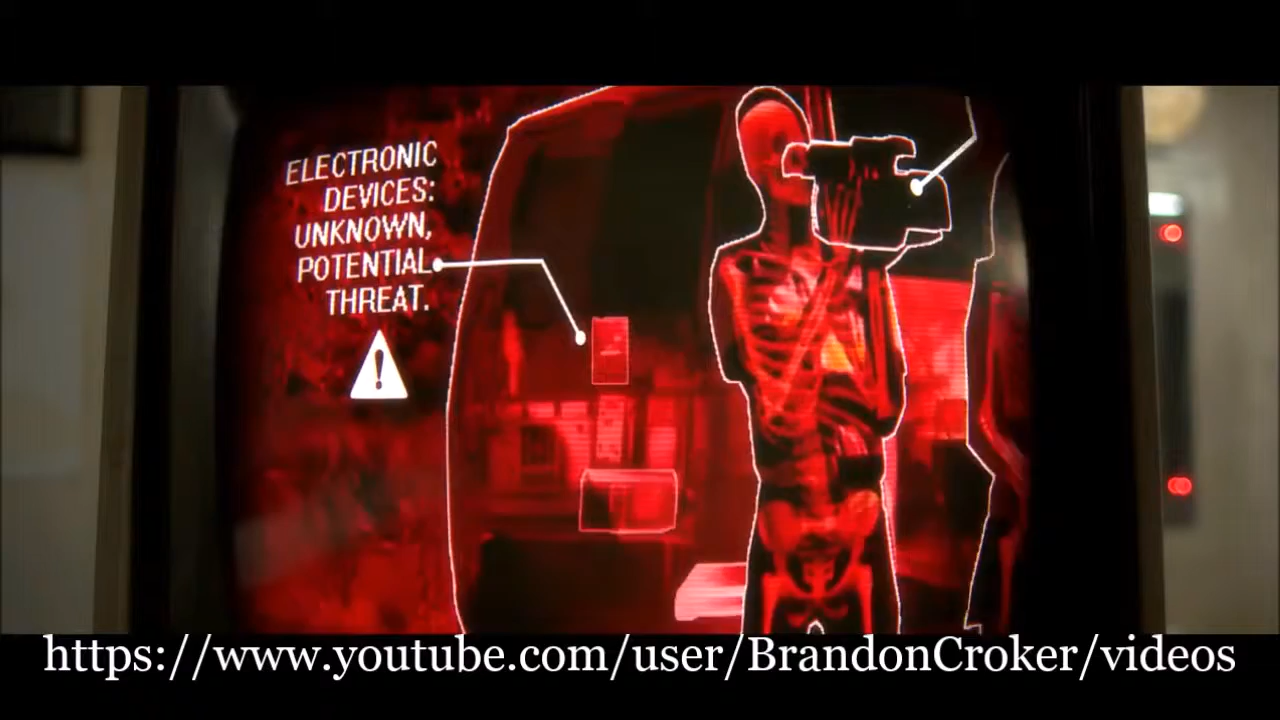 ELECTRONIC
DEVICES:
UNKNOWN,
POTENTIAL
THREAT.
!
https://www.youtube.com/user/BrandonCroker/videos